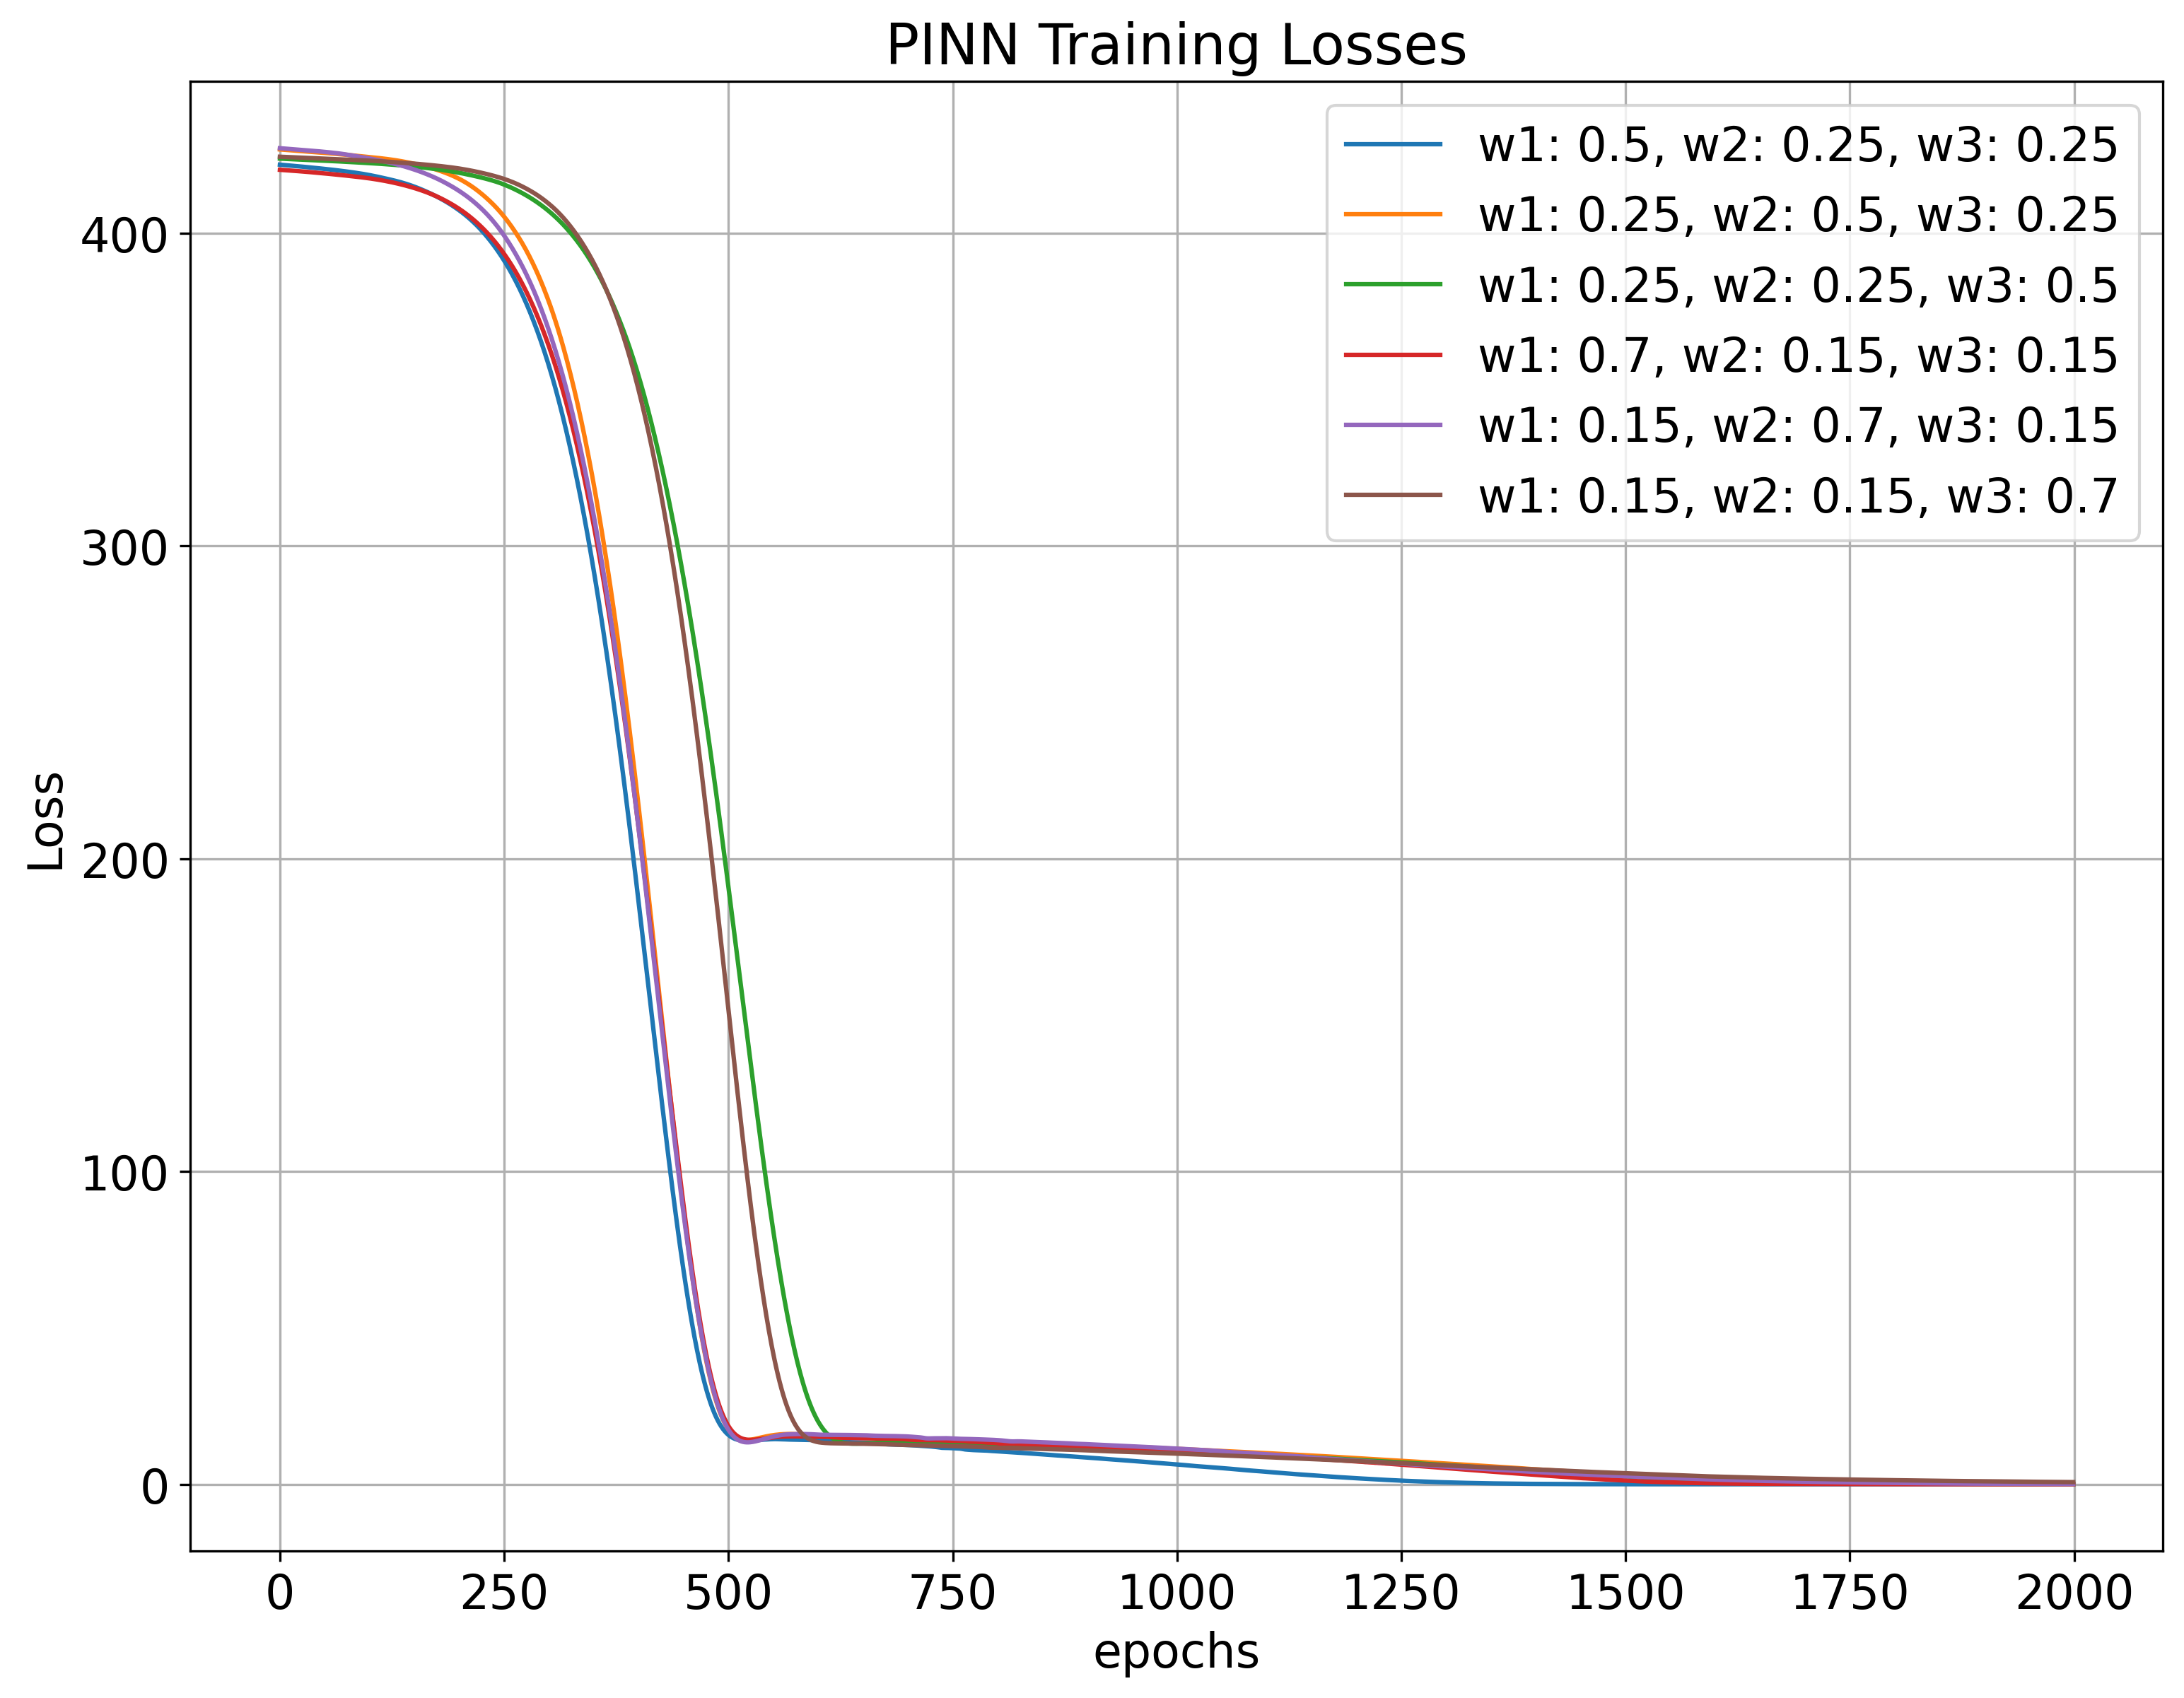 PINN Training Losses
w1: 0.5, w2: 0.25, w3: 0.25
w1: 0.25, w2: 0.5, w3: 0.25
w1: 0.25, w2: 0.25, w3: 0.5
w1: 0.7, w2: 0.15, w3: 0.15
w1: 0.15, w2: 0.7, w3: 0.15
w1: 0.15, w2: 0.15, w3: 0.7
400
300
200
100
0
Loss
0 250 500 750 1000 1250 1500 1750 2000
epochs